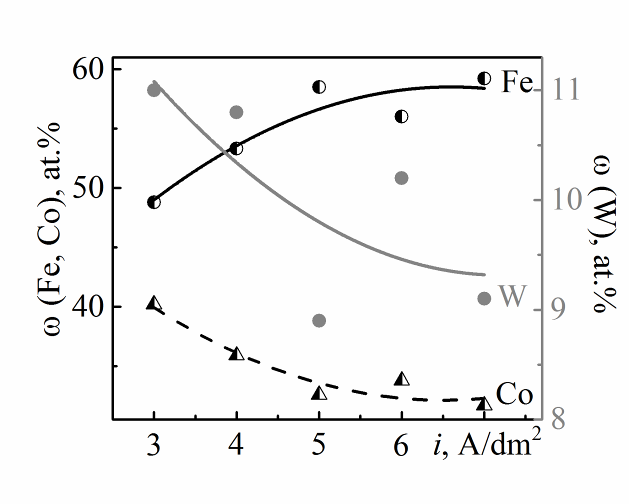 60
50
40
ω (Fe, Co), at.%
Fe
W
Co
11
10
9
8
ω (W), at.%
3 4 5 6 i, A/dm²